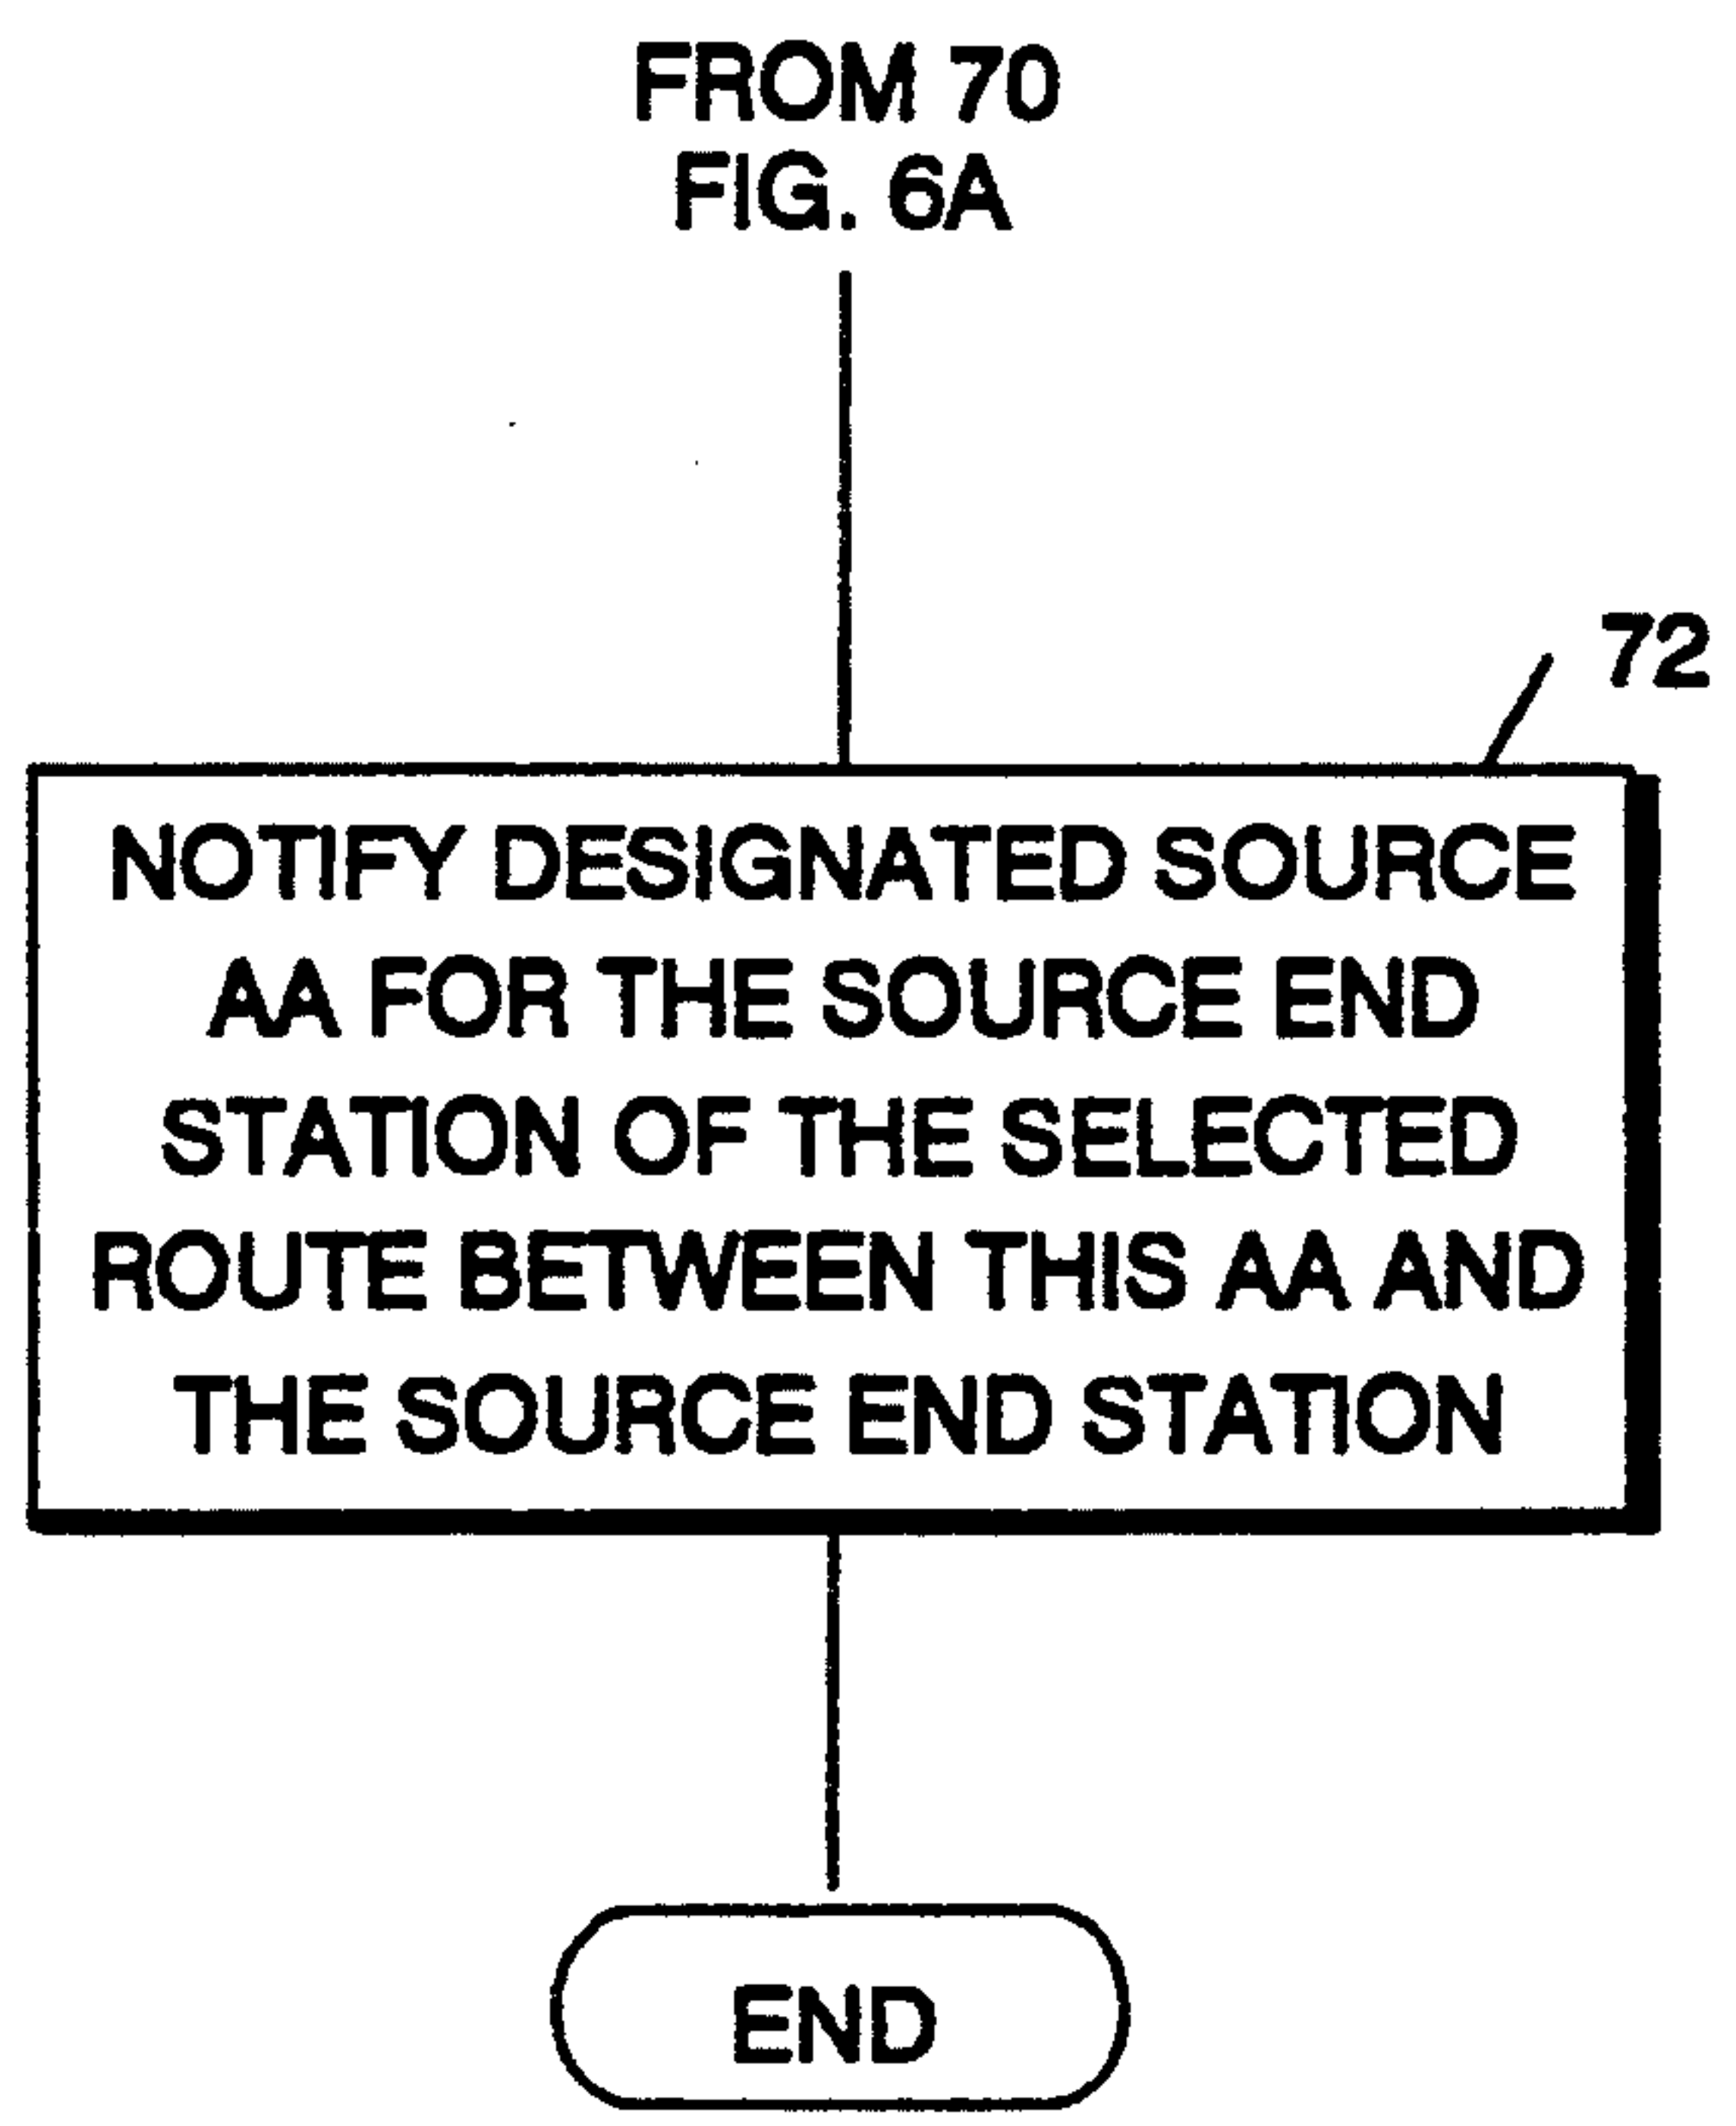 FROM 70
FIG. 6A
72
NOTIFY DESIGNATED SOURCE
AA FOR THE SOURCE END
STATION OF THE SELECTED
ROUTE BETWEEN THIS AA AND
THE SOURCE END STATION
END